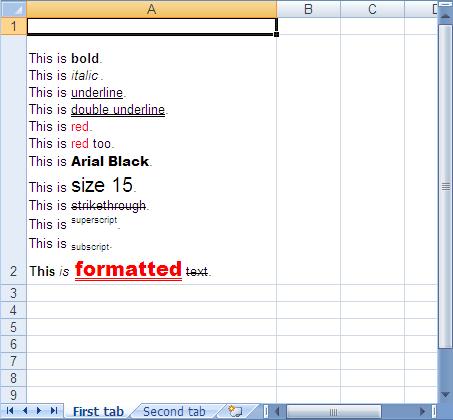 A B C D
1
This is bold.
This is italic.
This is underline.
This is double underline.
This is red.
This is red too.
This is Arial Black.
This is size 15.
This is strikethrough.
This is superscript.
This is subscript.
2 This is formatted text.
3
4
5
6
7
8
9
First tab Second tab